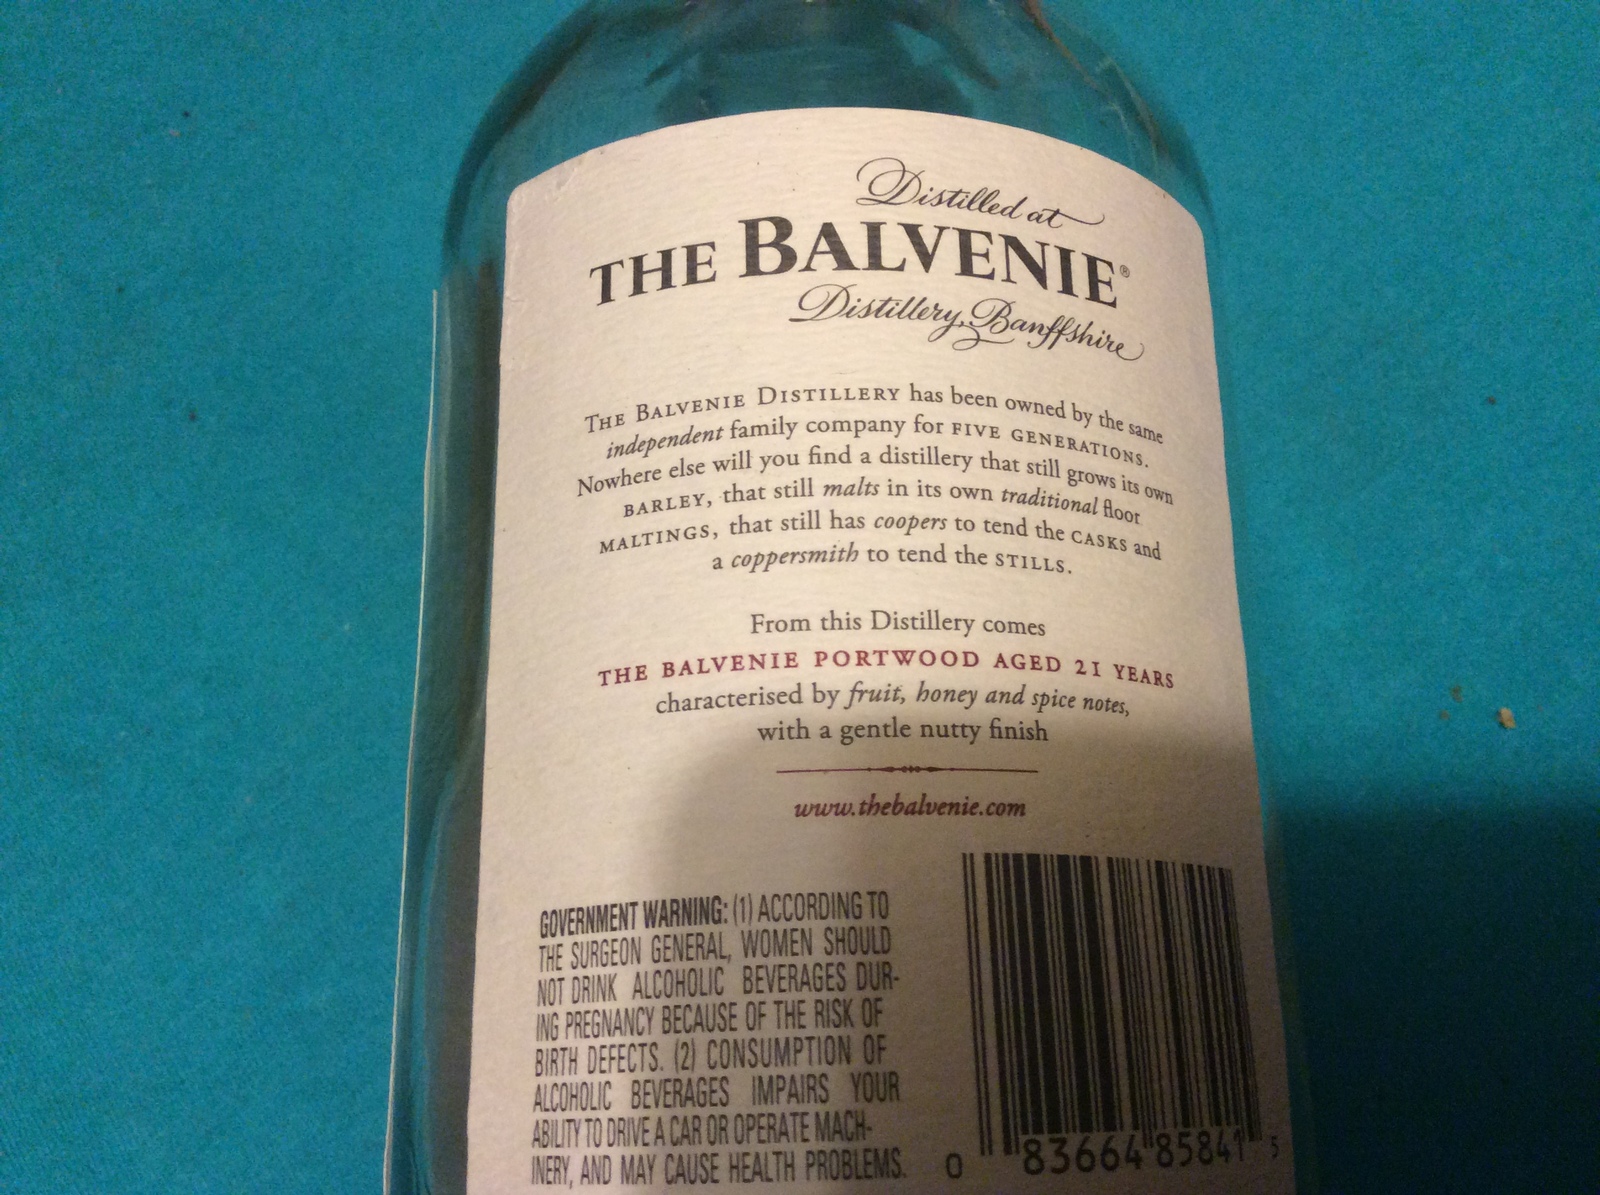 Distilled at
THE BALVENIE®
Distillery, Banffshire
THE BALVENIE DISTILLERY has been owned by the same
independent family company for FIVE GENERATIONS.
Nowhere else will you find a distillery that still grows its own
BARLEY, that still malts in its own traditional floor
MALTINGS, that still has coopers to tend the CASKS and
a coppersmith to tend the STILLS.
From this Distillery comes
THE BALVENIE PORTWOOD AGED 21 YEARS
characterised by fruit, honey and spice notes,
with a gentle nutty finish
www.thebalvenie.com
GOVERNMENT WARNING: (1) ACCORDING TO
THE SURGEON GENERAL, WOMEN SHOULD
NOT DRINK ALCOHOLIC BEVERAGES DUR-
ING PREGNANCY BECAUSE OF THE RISK OF
BIRTH DEFECTS. (2) CONSUMPTION OF
ALCOHOLIC BEVERAGES IMPAIRS YOUR
ABILITY TO DRIVE A CAR OR OPERATE MACH-
INERY, AND MAY CAUSE HEALTH PROBLEMS.
0 83664 85841 5